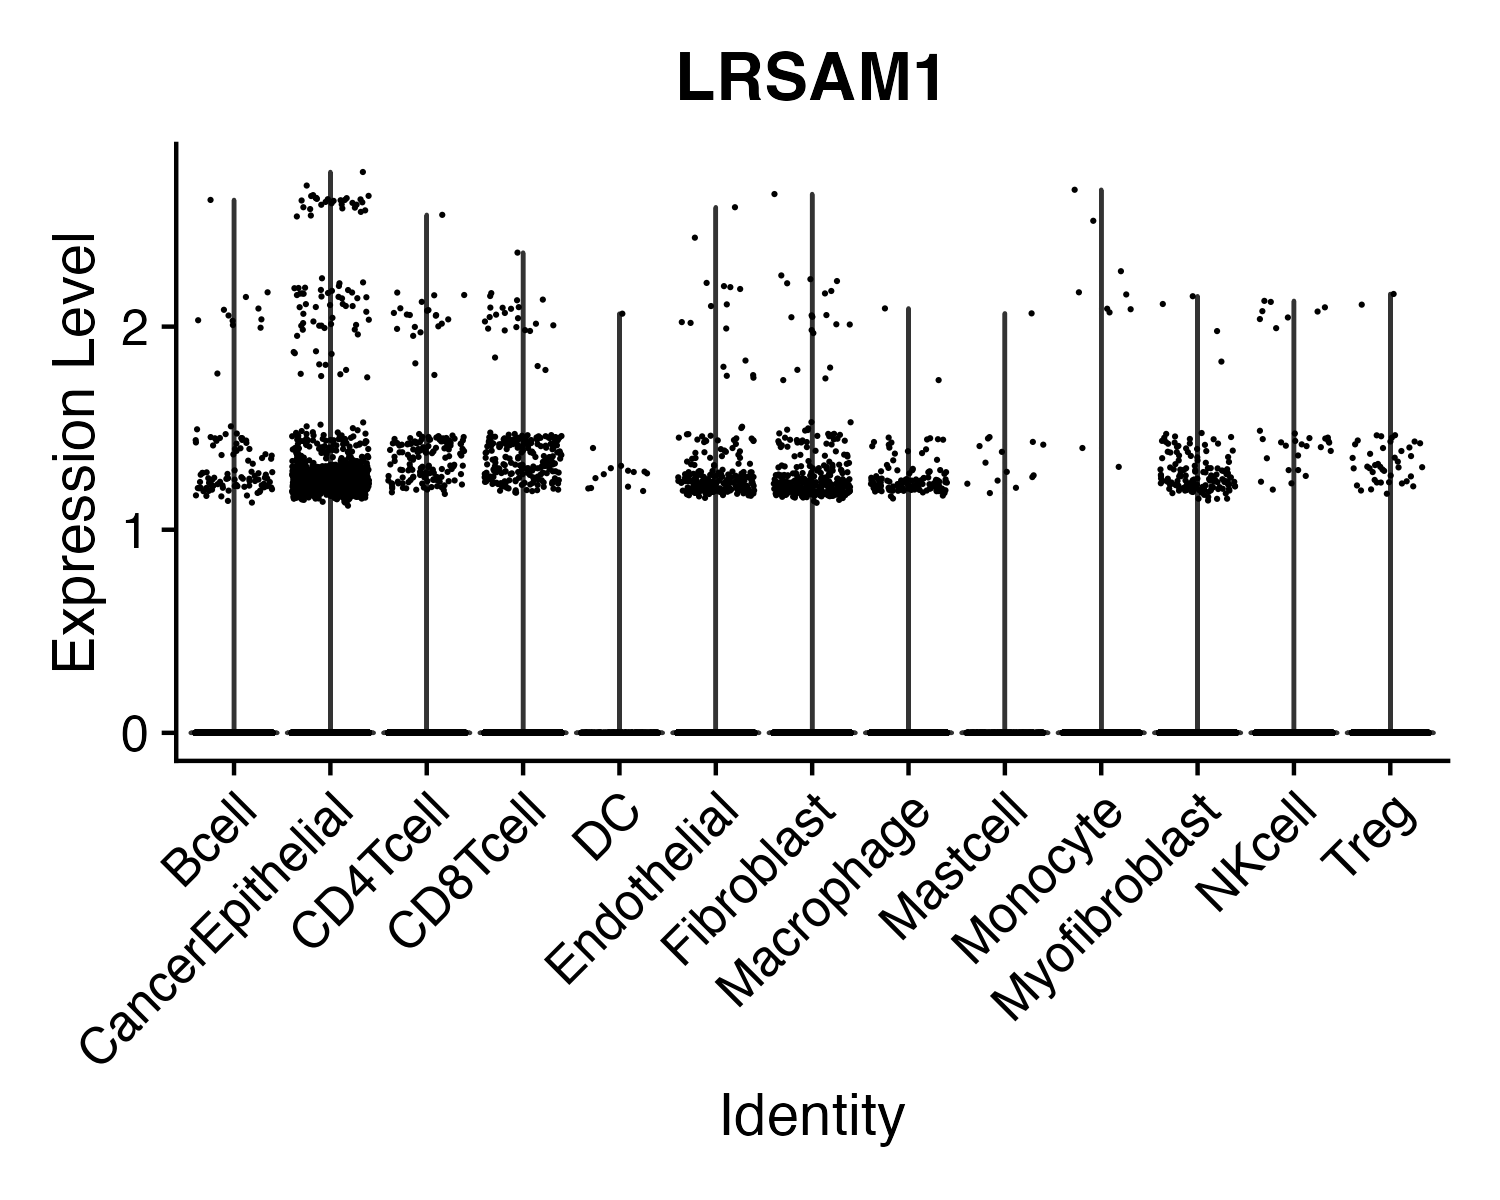 LRSAM1
Expression Level
2
1
0
Bcell
CancerEpithelial
CD4Tcell
CD8Tcell
DC
Endothelial
Fibroblast
Macrophage
Mastcell
Monocyte
Myofibroblast
NKcell
Treg
Identity